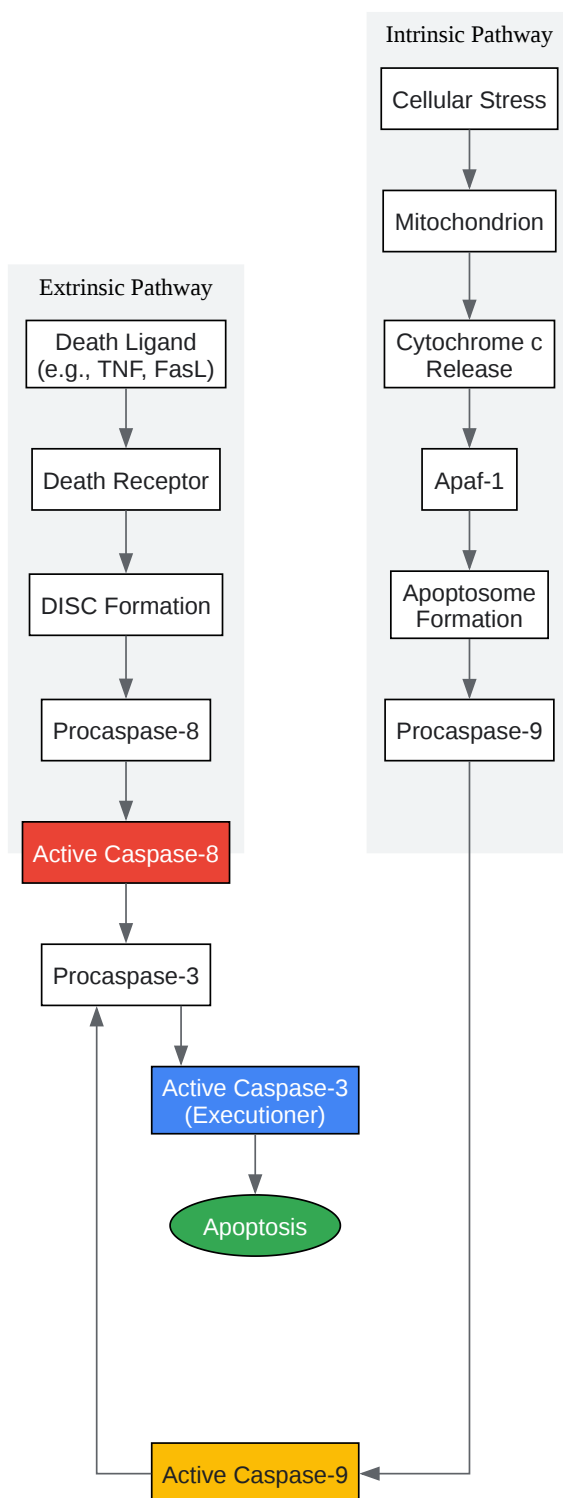 Intrinsic Pathway
Cellular Stress
Mitochondrion
Extrinsic Pathway
Death Ligand
(e.g., TNF, FasL)
Cytochrome c
Release
Death Receptor
Apaf-1
DISC Formation
Apoptosome
Formation
Procaspase-8
Procaspase-9
Active Caspase-8
Procaspase-3
Active Caspase-3
(Executioner)
Apoptosis
Active Caspase-9